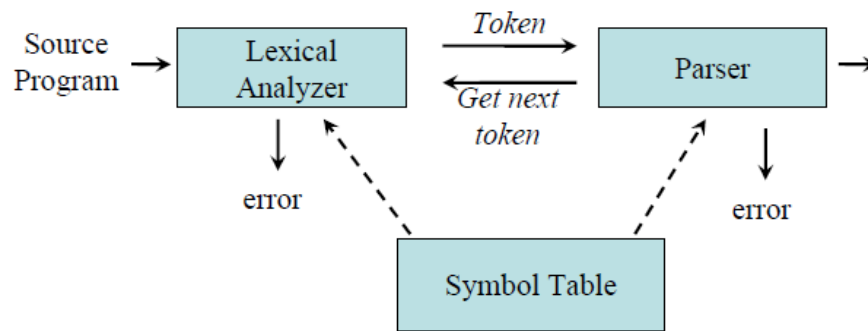 Source
Program
Lexical
Analyzer
Token
Get next
token
Parser
error
error
Symbol Table